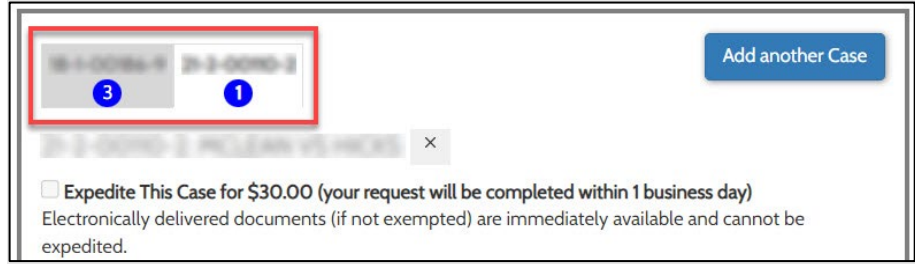 Add another Case
3 1
×
Expedite This Case for $30.00 (your request will be completed within 1 business day)
Electronically delivered documents (if not exempted) are immediately available and cannot be
expedited.